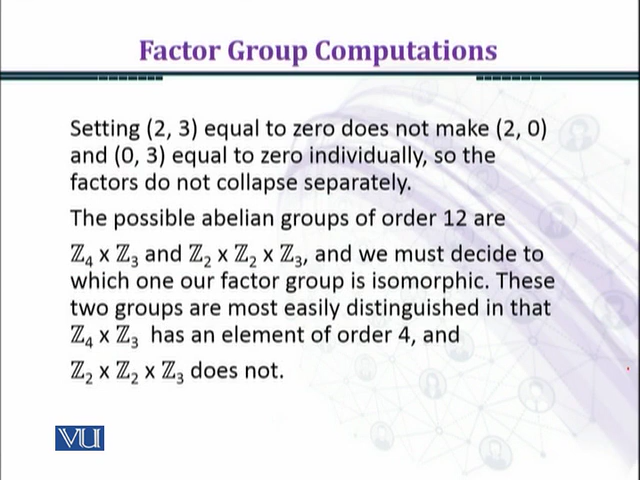 Factor Group Computations
Setting (2, 3) equal to zero does not make (2, 0)
and (0, 3) equal to zero individually, so the
factors do not collapse separately.
The possible abelian groups of order 12 are
ℤ₄ x ℤ₃ and ℤ₂ x ℤ₂ x ℤ₃, and we must decide to
which one our factor group is isomorphic. These
two groups are most easily distinguished in that
ℤ₄ x ℤ₃ has an element of order 4, and
ℤ₂ x ℤ₂ x ℤ₃ does not.
VU